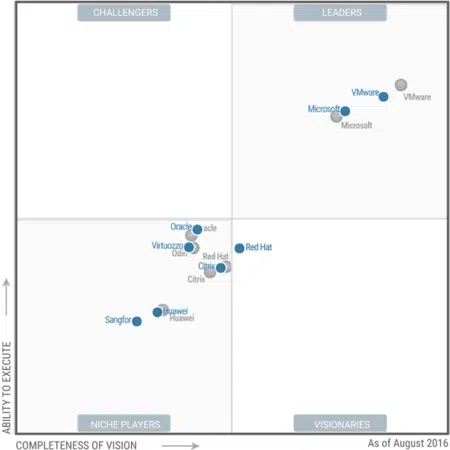 CHALLENGERS
LEADERS
VMware
VMware
Microsoft
Microsoft
Oracle
acle
Virtuozzo
Red Hat
Red Hat
Citrix
Citrix
Huawei
Huawei
Sangfor
ABILITY TO EXECUTE
NICHE PLAYERS
VISIONARIES
COMPLETENESS OF VISION
As of August 2016